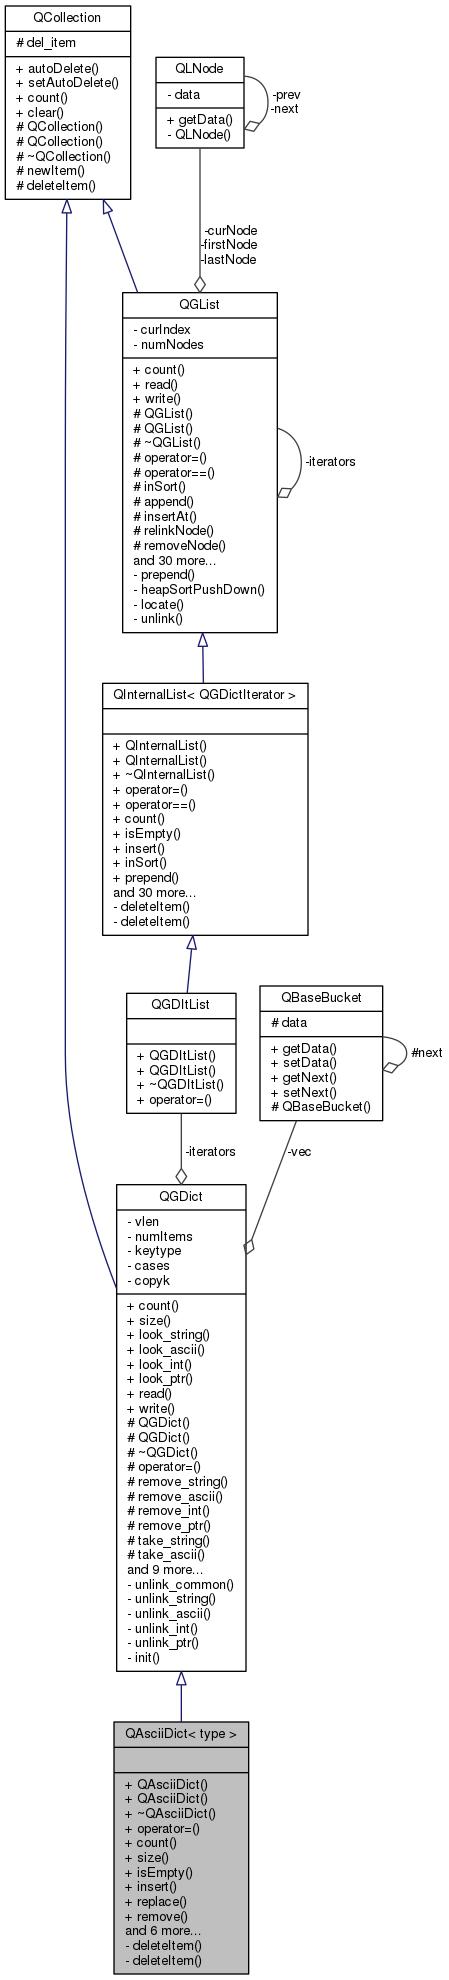 QCollection
# del_item
+ autoDelete()
+ setAutoDelete()
+ count()
+ clear()
# QCollection()
# QCollection()
# ~QCollection()
# newItem()
# deleteItem()
QLNode
- data
+ getData()
- QLNode()
-prev
-next
-curNode
-firstNode
-lastNode
QGList
- curIndex
- numNodes
+ count()
+ read()
+ write()
# QGList()
# QGList()
# ~QGList()
# operator=()
# operator==()
# inSort()
# append()
# insertAt()
# relinkNode()
# removeNode()
and 30 more...
- prepend()
- heapSortPushDown()
- locate()
- unlink()
-iterators
QInternalList< QGDictIterator >
+ QInternalList()
+ QInternalList()
+ ~QInternalList()
+ operator=()
+ operator==()
+ count()
+ isEmpty()
+ insert()
+ inSort()
+ prepend()
and 30 more...
- deleteItem()
- deleteItem()
QGDItList
+ QGDItList()
+ QGDItList()
+ ~QGDItList()
+ operator=()
QBaseBucket
# data
+ getData()
+ setData()
+ getNext()
+ setNext()
# QBaseBucket()
#next
-iterators
-vec
QGDict
- vlen
- numItems
- keytype
- cases
- copyk
+ count()
+ size()
+ look_string()
+ look_ascii()
+ look_int()
+ look_ptr()
+ read()
+ write()
# QGDict()
# QGDict()
# ~QGDict()
# operator=()
# remove_string()
# remove_ascii()
# remove_int()
# remove_ptr()
# take_string()
# take_ascii()
and 9 more...
- unlink_common()
- unlink_string()
- unlink_ascii()
- unlink_int()
- unlink_ptr()
- init()
QAsciiDict< type >
+ QAsciiDict()
+ QAsciiDict()
+ ~QAsciiDict()
+ operator=()
+ count()
+ size()
+ isEmpty()
+ insert()
+ replace()
+ remove()
and 6 more...
- deleteItem()
- deleteItem()